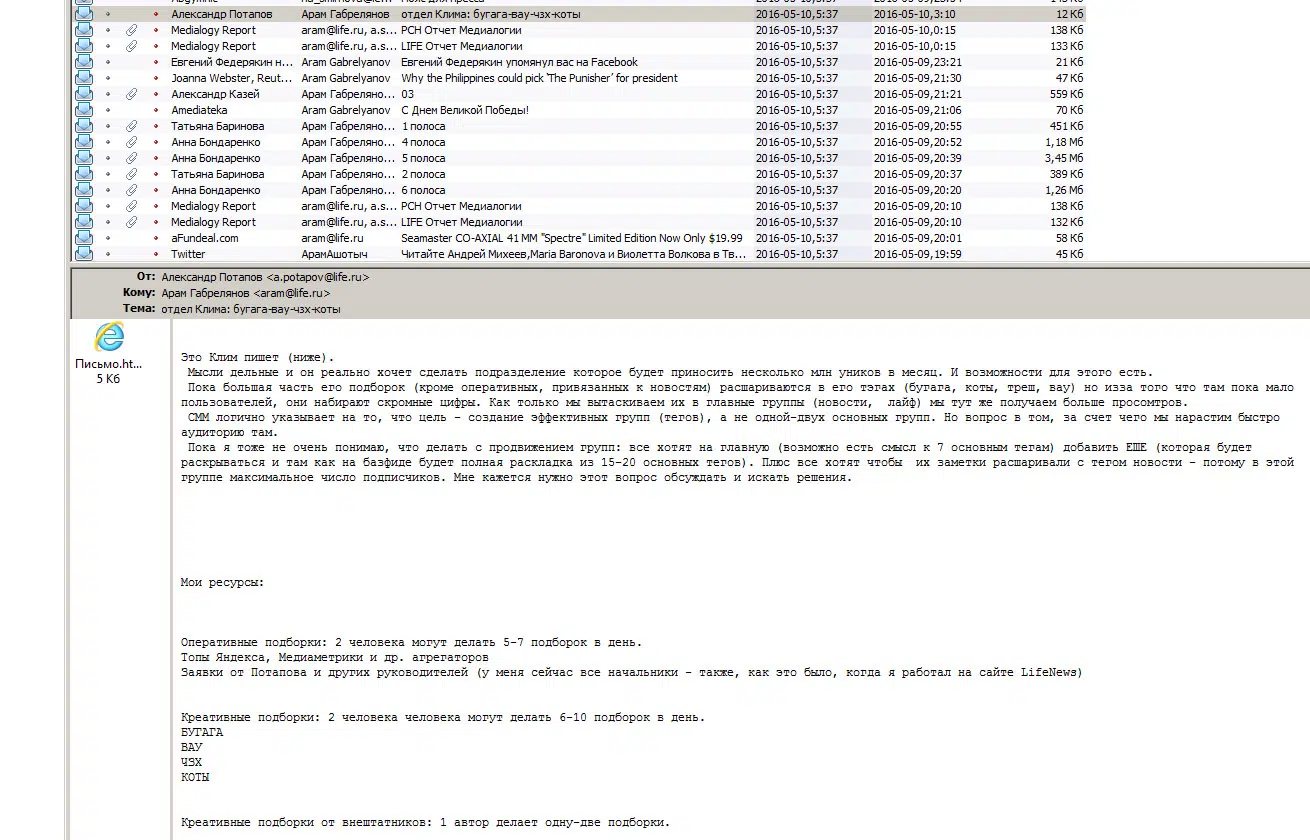 Александр Потапов Арам Габрелянов отдел Клима: бугага-вау-чзх-коты 2016-05-10,5:37 2016-05-10,3:10 12 Кб
Medialogy Report aram@life.ru, a.s... РСН Отчет Медиалогии 2016-05-10,5:37 2016-05-10,0:15 138 Кб
Medialogy Report aram@life.ru, a.s... LIFE Отчет Медиалогии 2016-05-10,5:37 2016-05-10,0:15 133 Кб
Евгений Федерякин н... Aram Gabrelyanov Евгений Федерякин упомянул вас на Facebook 2016-05-10,5:37 2016-05-09,23:21 21 Кб
Joanna Webster, Reut... Aram Gabrelyanov Why the Philippines could pick 'The Punisher' for president 2016-05-10,5:37 2016-05-09,21:30 47 Кб
Александр Казей Арам Габреляно... 03 2016-05-10,5:37 2016-05-09,21:21 559 Кб
Amediateka Aram Gabrelyanov С Днем Великой Победы! 2016-05-10,5:37 2016-05-09,21:06 70 Кб
Татьяна Баринова Арам Габреляно... 1 полоса 2016-05-10,5:37 2016-05-09,20:55 451 Кб
Анна Бондаренко Арам Габреляно... 4 полоса 2016-05-10,5:37 2016-05-09,20:52 1,18 Мб
Анна Бондаренко Арам Габреляно... 5 полоса 2016-05-10,5:37 2016-05-09,20:39 3,45 Мб
Татьяна Баринова Арам Габреляно... 2 полоса 2016-05-10,5:37 2016-05-09,20:37 389 Кб
Анна Бондаренко Арам Габреляно... 6 полоса 2016-05-10,5:37 2016-05-09,20:20 1,26 Мб
Medialogy Report aram@life.ru, a.s... РСН Отчет Медиалогии 2016-05-10,5:37 2016-05-09,20:10 138 Кб
Medialogy Report aram@life.ru, a.s... LIFE Отчет Медиалогии 2016-05-10,5:37 2016-05-09,20:10 132 Кб
aFundeal.com aram@life.ru Seamaster CO-AXIAL 41 MM "Spectre" Limited Edition Now Only $19.99 2016-05-10,5:37 2016-05-09,20:01 58 Кб
Twitter АрамАшотыч Читайте Андрей Михеев,Maria Baronova и Виолетта Волкова в Тв... 2016-05-10,5:37 2016-05-09,19:59 45 Кб
От: Александр Потапов <a.potapov@life.ru>
Кому: Арам Габрелянов <aram@life.ru>
Тема: отдел Клима: бугага-вау-чзх-коты
Письмо.ht...
5 Кб
Это Клим пишет (ниже).
Мысли дельные и он реально хочет сделать подразделение которое будет приносить несколько млн уников в месяц. И возможности для этого есть.
Пока большая часть его подборок (кроме оперативных, привязанных к новостям) расшариваются в его тэгах (бугага, коты, треш, вау) но изза того что там пока мало
пользователей, они набирают скромные цифры. Как только мы вытаскиваем их в главные группы (новости, лайф) мы тут же получаем больше просмотров.
СММ логично указывает на то, что цель – создание эффективных групп (тегов), а не одной-двух основных групп. Но вопрос в том, за счет чего мы нарастим быстро
аудиторию там.
Пока я тоже не очень понимаю, что делать с продвижением групп: все хотят на главную (возможно есть смысл к 7 основным тегам) добавить ЕШЕ (которая будет
раскрываться и там как на базфиде будет полная раскладка из 15-20 основных тегов). Плюс все хотят чтобы их заметки расшаривали с тегом новости – потому в этой
группе максимальное число подписчиков. Мне кажется нужно этот вопрос обсуждать и искать решения.
Мои ресурсы:
Оперативные подборки: 2 человека могут делать 5-7 подборок в день.
Топы Яндекса, Медиаметрики и др. агрегаторов
Заявки от Потапова и других руководителей (у меня сейчас все начальники – также, как это было, когда я работал на сайте LifeNews)
Креативные подборки: 2 человека человека могут делать 6-10 подборок в день.
БУГАГА
ВАУ
ЧЗХ
КОТЫ
Креативные подборки от внештатников: 1 автор делает одну-две подборки.